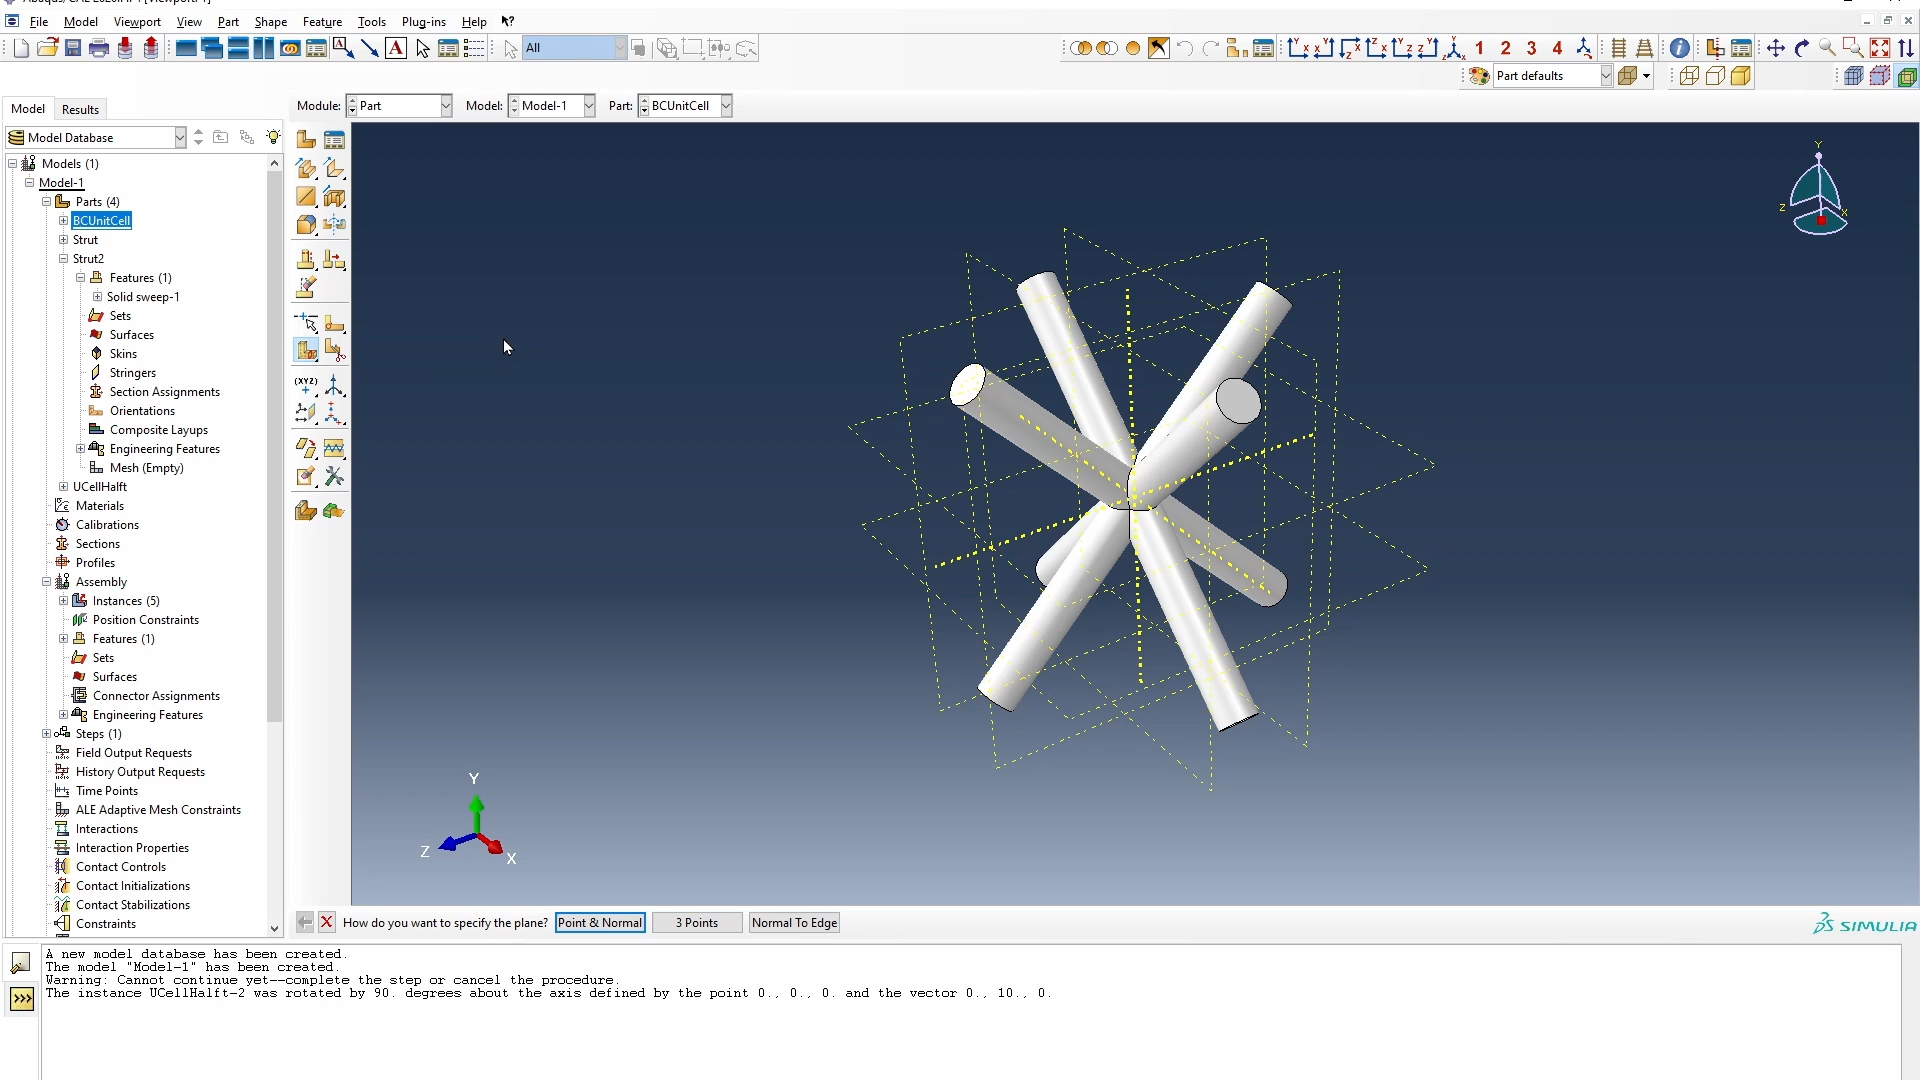 Abaqus/CAE 2020HF4 [Viewport: 1]
File Model Viewport View Part Shape Feature Tools Plug-ins Help
All
1 2 3 4
Part defaults
Model Results
Module: Part Model: Model-1 Part: BCUnitCell
Model Database
Models (1)
Model-1
Parts (4)
BCUnitCell
Strut
Strut2
Features (1)
Solid sweep-1
Sets
Surfaces
Skins
Stringers
Section Assignments
Orientations
Composite Layups
Engineering Features
Mesh (Empty)
UCellHalft
Materials
Calibrations
Sections
Profiles
Assembly
Instances (5)
Position Constraints
Features (1)
Sets
Surfaces
Connector Assignments
Engineering Features
Steps (1)
Field Output Requests
History Output Requests
Time Points
ALE Adaptive Mesh Constraints
Interactions
Interaction Properties
Contact Controls
Contact Initializations
Contact Stabilizations
Constraints
(XYZ)
Y
Z X
Y
Z X
How do you want to specify the plane? Point & Normal 3 Points Normal To Edge
SIMULIA
A new model database has been created.
The model "Model-1" has been created.
Warning: Cannot continue yet--complete the step or cancel the procedure.
The instance UCellHalft-2 was rotated by 90. degrees about the axis defined by the point 0., 0., 0. and the vector 0., 10., 0.